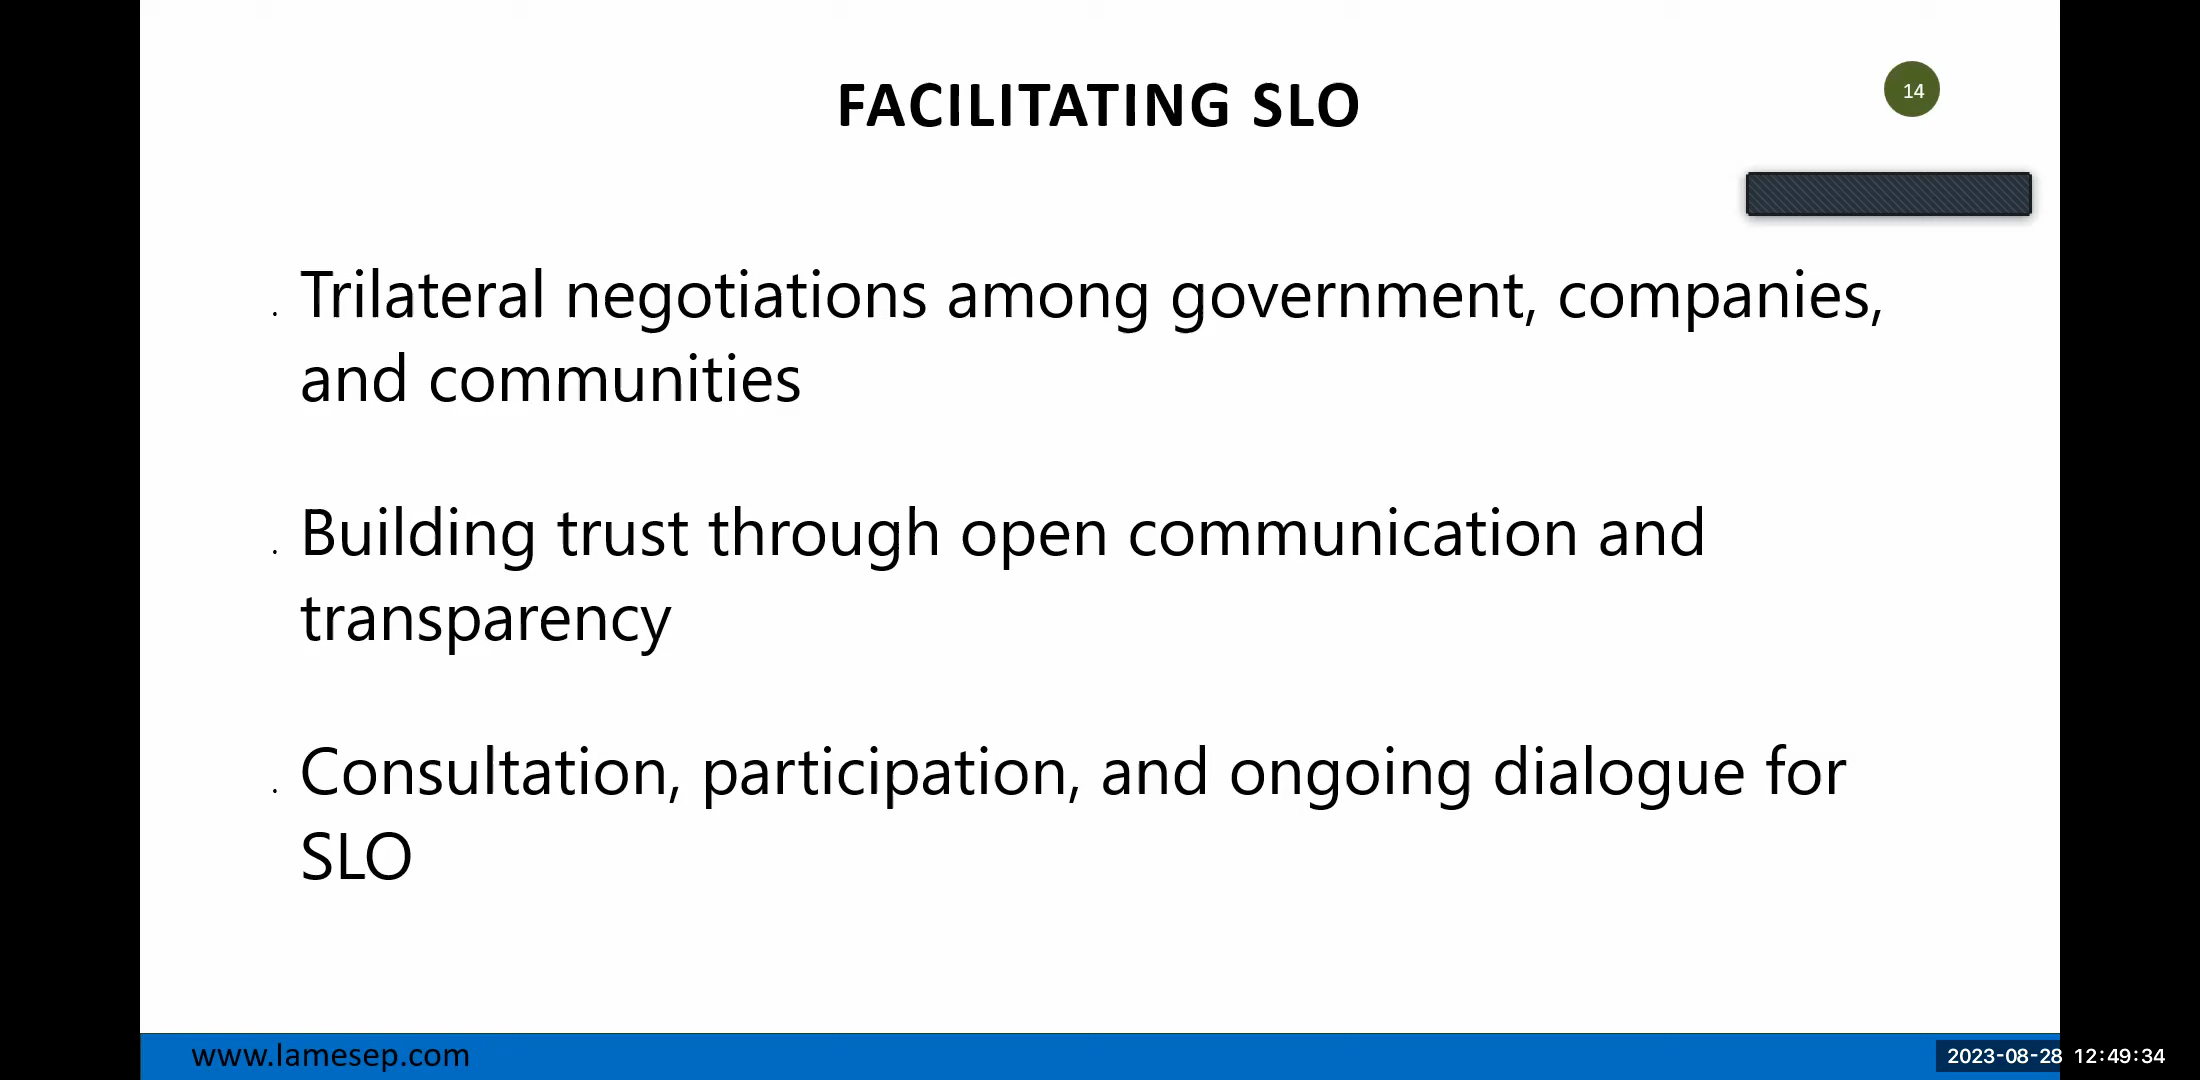 FACILITATING SLO
14
. Trilateral negotiations among government, companies,
and communities
. Building trust through open communication and
transparency
. Consultation, participation, and ongoing dialogue for
SLO
www.lamesep.com
2023-08-28 12:49:34